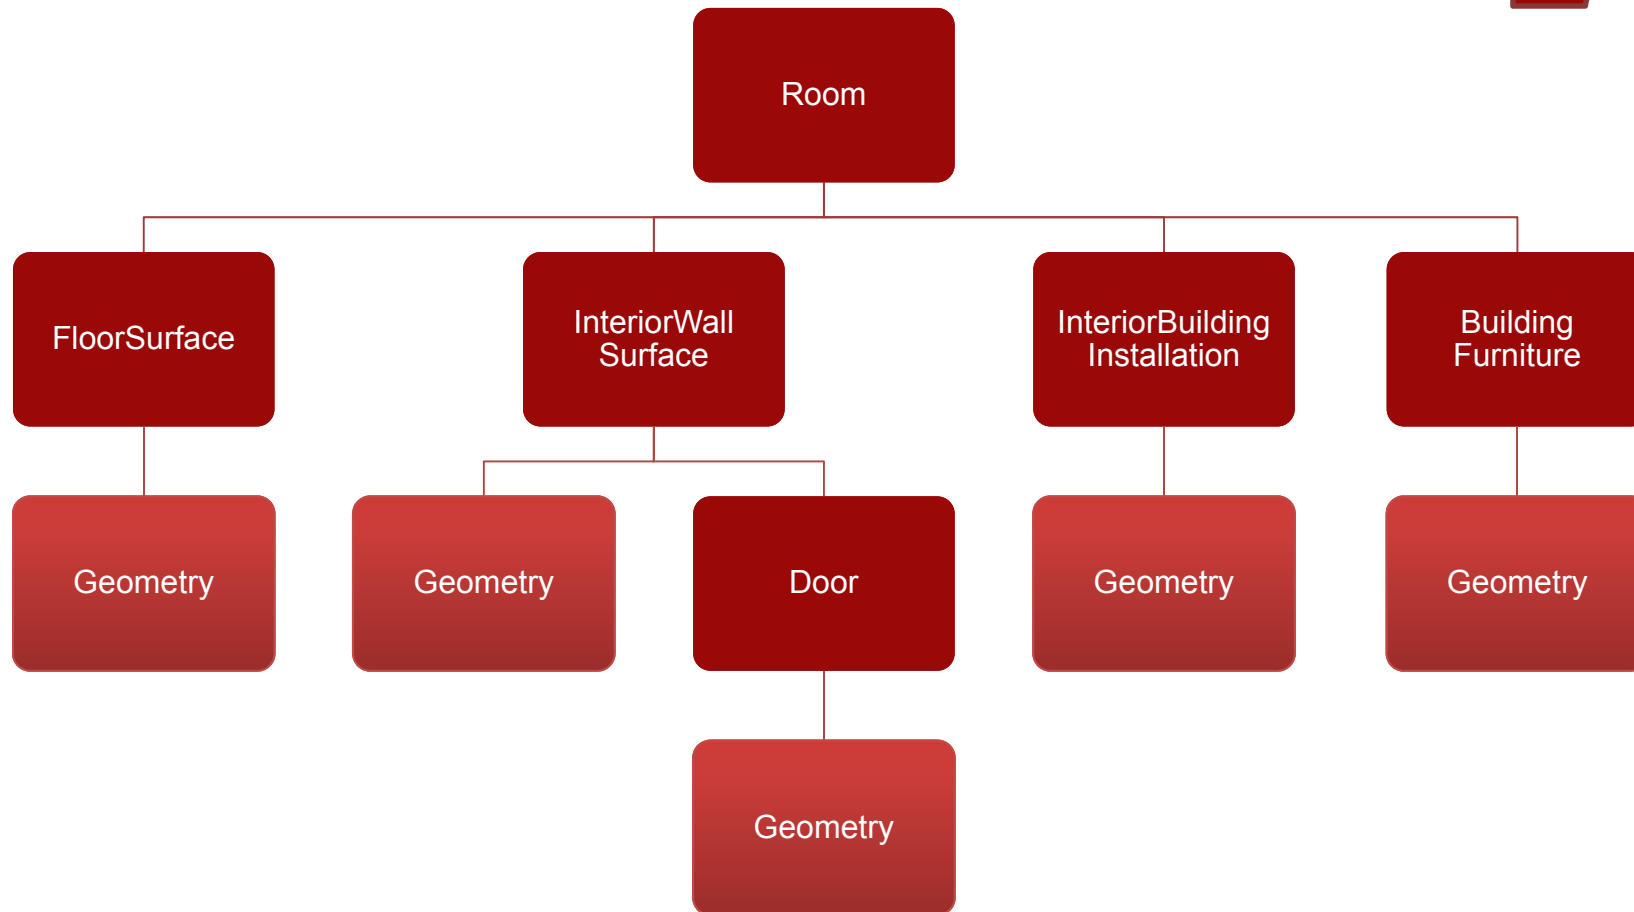 Room
FloorSurface
InteriorWall
Surface
InteriorBuilding
Installation
Building
Furniture
Geometry
Geometry
Door
Geometry
Geometry
Geometry